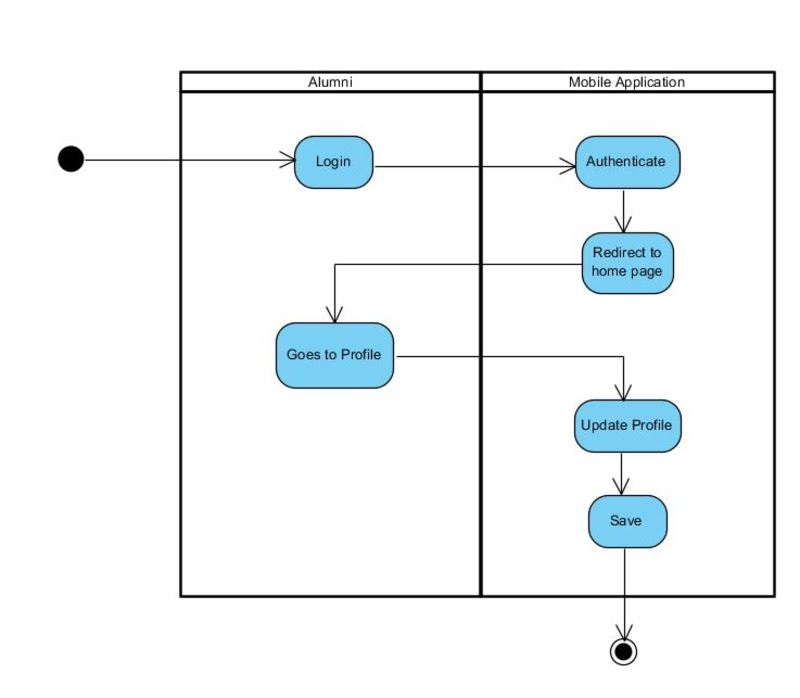 Alumni
Mobile Application
Login
Authenticate
Redirect to
home page
Goes to Profile
Update Profile
Save